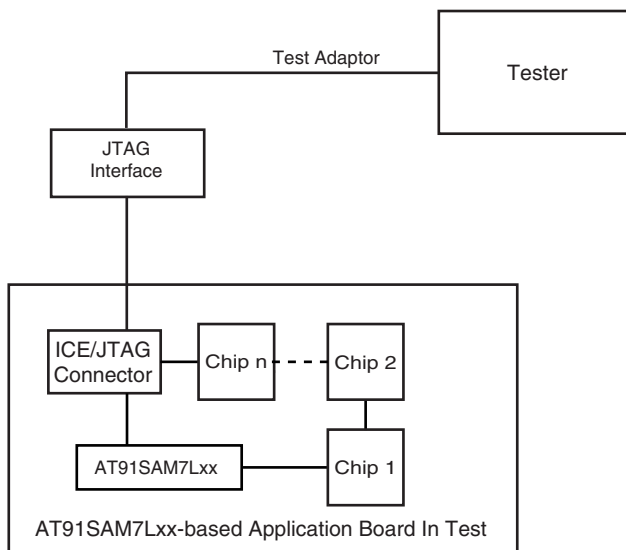 Test Adaptor
Tester
JTAG
Interface
ICE/JTAG
Connector
Chip n
Chip 2
AT91SAM7Lxx
Chip 1
AT91SAM7Lxx-based Application Board In Test